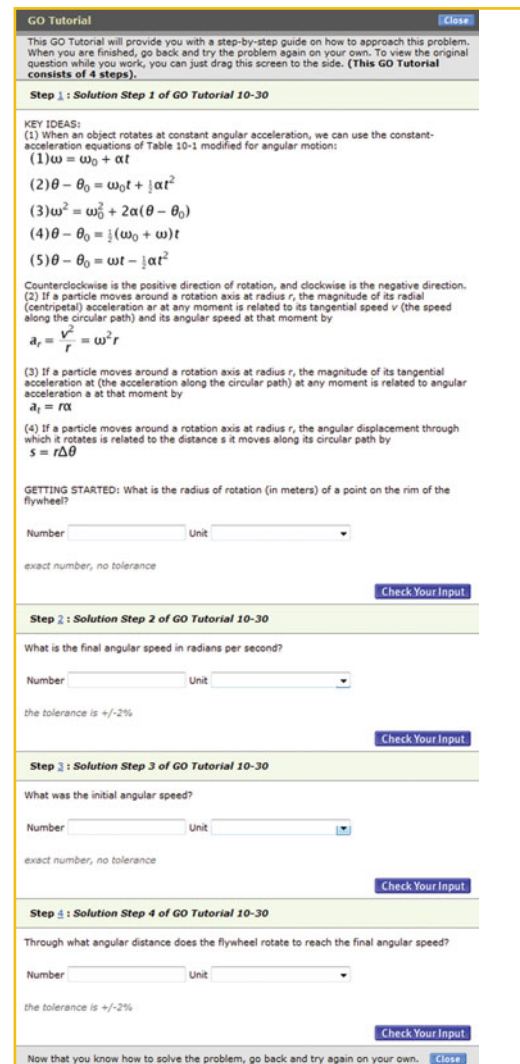 GO Tutorial Close
This GO Tutorial will provide you with a step-by-step guide on how to approach this problem.
When you are finished, go back and try the problem again on your own. To view the original
question while you work, you can just drag this screen to the side. (This GO Tutorial
consists of 4 steps).
Step 1 : Solution Step 1 of GO Tutorial 10-30
KEY IDEAS:
(1) When an object rotates at constant angular acceleration, we can use the constant-
acceleration equations of Table 10-1 modified for angular motion:
(1)ω = ω₀ + αt
(2)θ − θ₀ = ω₀t + ½αt²
(3)ω² = ω₀² + 2α(θ − θ₀)
(4)θ − θ₀ = ½(ω₀ + ω)t
(5)θ − θ₀ = ωt − ½αt²
Counterclockwise is the positive direction of rotation, and clockwise is the negative direction.
(2) If a particle moves around a rotation axis at radius r, the magnitude of its radial
(centripetal) acceleration ar at any moment is related to its tangential speed v (the speed
along the circular path) and its angular speed at that moment by
aᵣ = v²/r = ω²r
(3) If a particle moves around a rotation axis at radius r, the magnitude of its tangential
acceleration at (the acceleration along the circular path) at any moment is related to angular
acceleration a at that moment by
aₜ = rα
(4) If a particle moves around a rotation axis at radius r, the angular displacement through
which it rotates is related to the distance s it moves along its circular path by
s = rΔθ
GETTING STARTED: What is the radius of rotation (in meters) of a point on the rim of the
flywheel?
Number Unit
exact number, no tolerance
Check Your Input
Step 2 : Solution Step 2 of GO Tutorial 10-30
What is the final angular speed in radians per second?
Number Unit
the tolerance is +/-2%
Check Your Input
Step 3 : Solution Step 3 of GO Tutorial 10-30
What was the initial angular speed?
Number Unit
exact number, no tolerance
Check Your Input
Step 4 : Solution Step 4 of GO Tutorial 10-30
Through what angular distance does the flywheel rotate to reach the final angular speed?
Number Unit
the tolerance is +/-2%
Check Your Input
Now that you know how to solve the problem, go back and try again on your own. Close